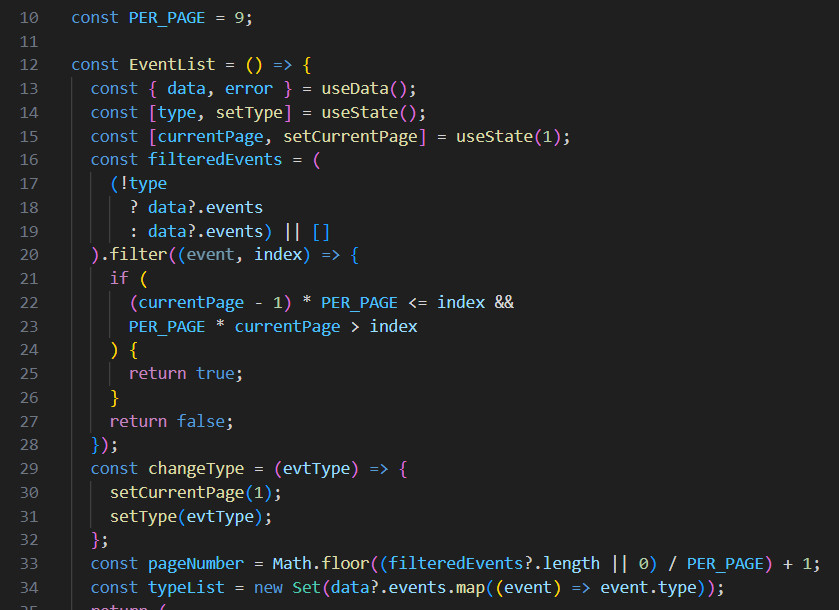 10 const PER_PAGE = 9;
11
12 const EventList = () => {
13 const { data, error } = useData();
14 const [type, setType] = useState();
15 const [currentPage, setCurrentPage] = useState(1);
16 const filteredEvents = (
17 (!type
18 ? data?.events
19 : data?.events) || []
20 ).filter((event, index) => {
21 if (
22 (currentPage - 1) * PER_PAGE <= index &&
23 PER_PAGE * currentPage > index
24 ) {
25 return true;
26 }
27 return false;
28 });
29 const changeType = (evtType) => {
30 setCurrentPage(1);
31 setType(evtType);
32 };
33 const pageNumber = Math.floor((filteredEvents?.length || 0) / PER_PAGE) + 1;
34 const typeList = new Set(data?.events.map((event) => event.type));
35 return (